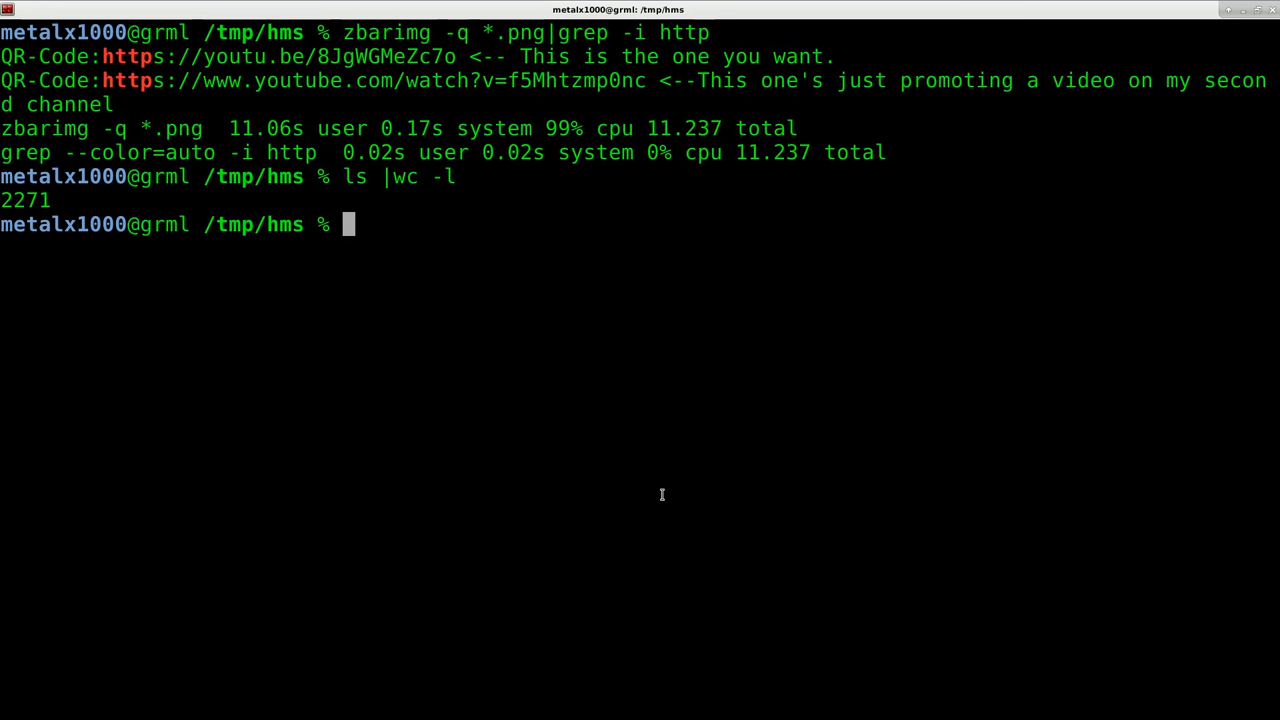 metalx1000@grml: /tmp/hms
metalx1000@grml /tmp/hms % zbarimg -q *.png|grep -i http
QR-Code:https://youtu.be/8JgWGMeZc7o <-- This is the one you want.
QR-Code:https://www.youtube.com/watch?v=f5Mhtzmp0nc <--This one's just promoting a video on my secon
d channel
zbarimg -q *.png  11.06s user 0.17s system 99% cpu 11.237 total
grep --color=auto -i http  0.02s user 0.02s system 0% cpu 11.237 total
metalx1000@grml /tmp/hms % ls |wc -l
2271
metalx1000@grml /tmp/hms %